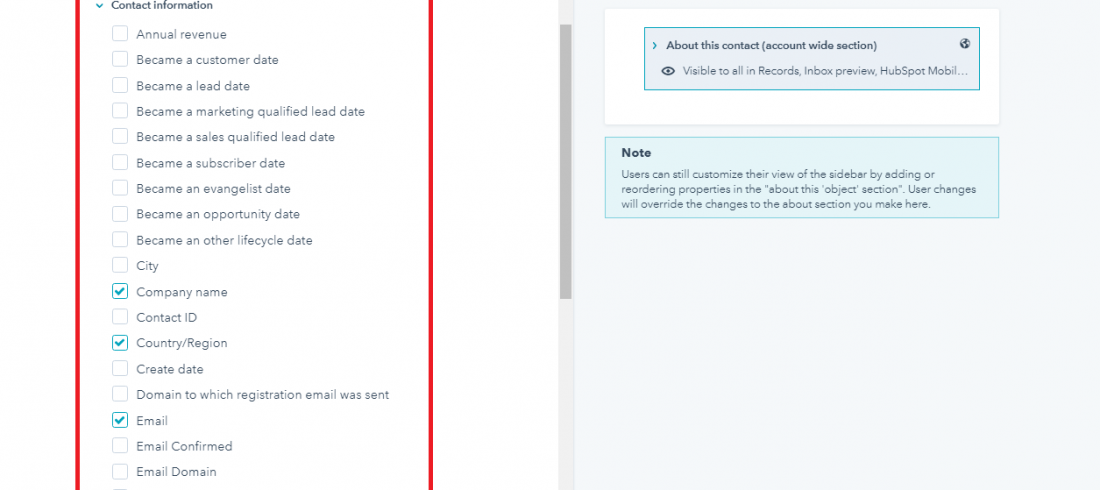 Contact information
Annual revenue
Became a customer date
Became a lead date
Became a marketing qualified lead date
Became a sales qualified lead date
Became a subscriber date
Became an evangelist date
Became an opportunity date
Became an other lifecycle date
City
Company name
Contact ID
Country/Region
Create date
Domain to which registration email was sent
Email
Email Confirmed
Email Domain
About this contact (account wide section)
Visible to all in Records, Inbox preview, HubSpot Mobil...
Note
Users can still customize their view of the sidebar by adding or
reordering properties in the "about this 'object' section". User changes
will override the changes to the about section you make here.